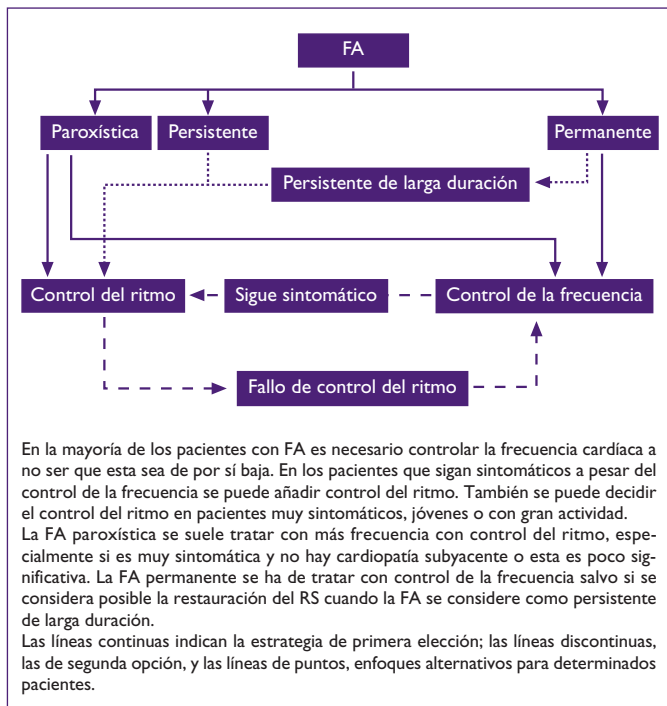 FA
Paroxística Persistente Permanente
Persistente de larga duración
Control del ritmo Sigue sintomático Control de la frecuencia
Fallo de control del ritmo
En la mayoría de los pacientes con FA es necesario controlar la frecuencia cardíaca a
no ser que esta sea de por sí baja. En los pacientes que sigan sintomáticos a pesar del
control de la frecuencia se puede añadir control del ritmo. También se puede decidir
el control del ritmo en pacientes muy sintomáticos, jóvenes o con gran actividad.
La FA paroxística se suele tratar con más frecuencia con control del ritmo, espe-
cialmente si es muy sintomática y no hay cardiopatía subyacente o esta es poco sig-
nificativa. La FA permanente se ha de tratar con control de la frecuencia salvo si se
considera posible la restauración del RS cuando la FA se considere como persistente
de larga duración.
Las líneas continuas indican la estrategia de primera elección; las líneas discontinuas,
las de segunda opción, y las líneas de puntos, enfoques alternativos para determinados
pacientes.